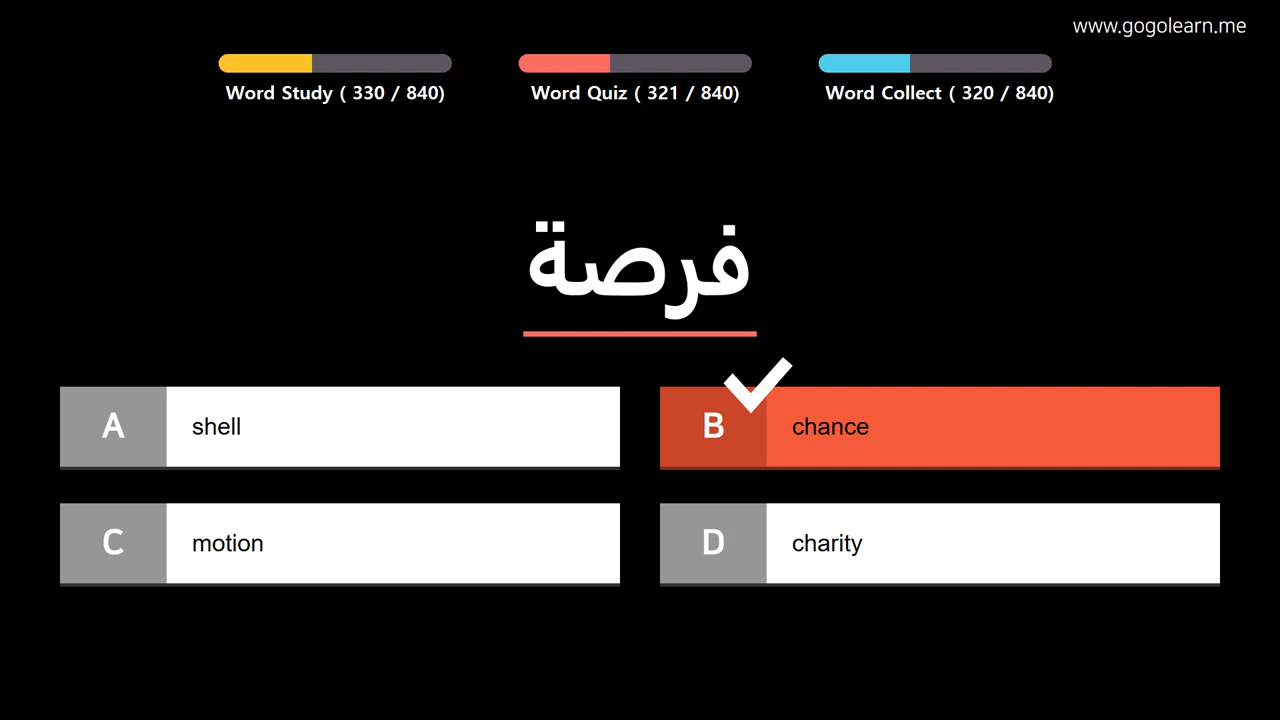 www.gogolearn.me
Word Study ( 330 / 840)
Word Quiz ( 321 / 840)
Word Collect ( 320 / 840)
فرصة
A shell
B chance
C motion
D charity